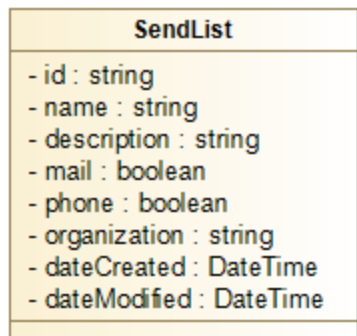 SendList
- id : string
- name : string
- description : string
- mail : boolean
- phone : boolean
- organization : string
- dateCreated : DateTime
- dateModified : DateTime